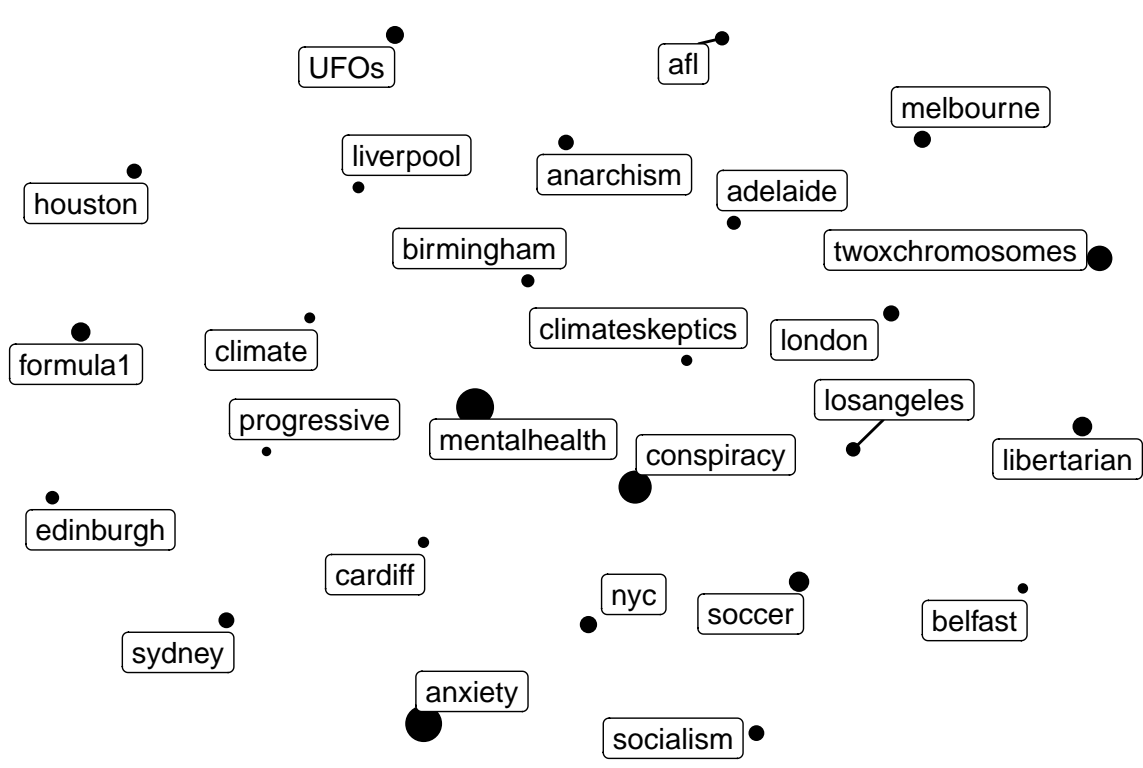 UFOs
afl
melbourne
liverpool
anarchism
adelaide
houston
birmingham
twoxchromosomes
climateskeptics
london
climate
formula1
losangeles
progressive
mentalhealth
conspiracy
libertarian
edinburgh
cardiff
nyc
soccer
belfast
sydney
anxiety
socialism